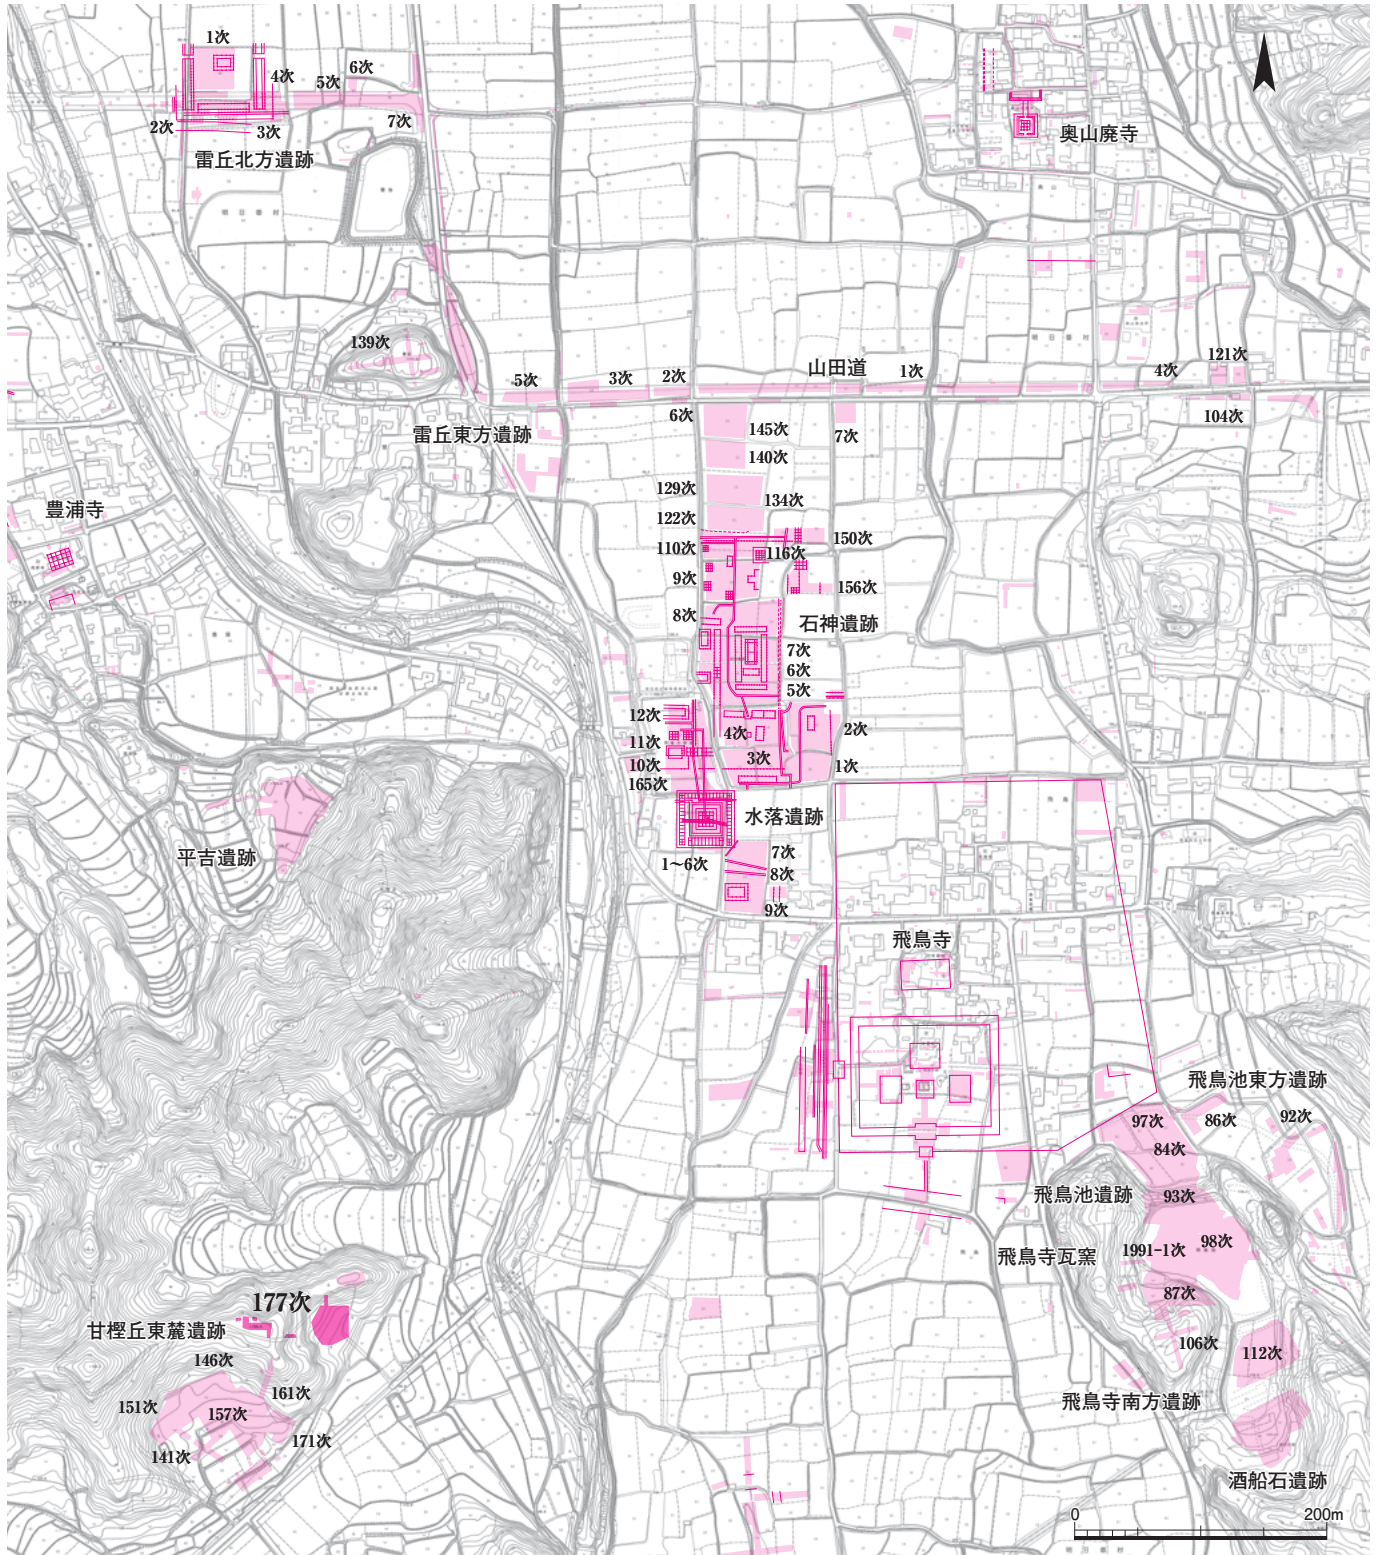 1次
6次
4次
5次
2次
3次
7次
雷丘北方遺跡
奥山廃寺
139次
121次
山田道
5次
3次
2次
1次
4次
6次
145次
7次
104次
雷丘東方遺跡
140次
129次
134次
豊浦寺
122次
150次
110次
116次
9次
156次
8次
石神遺跡
7次
6次
5次
12次
4次
2次
11次
3次
10次
1次
165次
水落遺跡
平吉遺跡
1〜6次
7次
8次
9次
飛鳥寺
飛鳥池東方遺跡
97次
86次
92次
84次
飛鳥池遺跡
93次
98次
飛鳥寺瓦窯
1991-1次
87次
177次
甘樫丘東麓遺跡
106次
112次
146次
161次
151次
157次
飛鳥寺南方遺跡
171次
141次
酒船石遺跡
0
200m